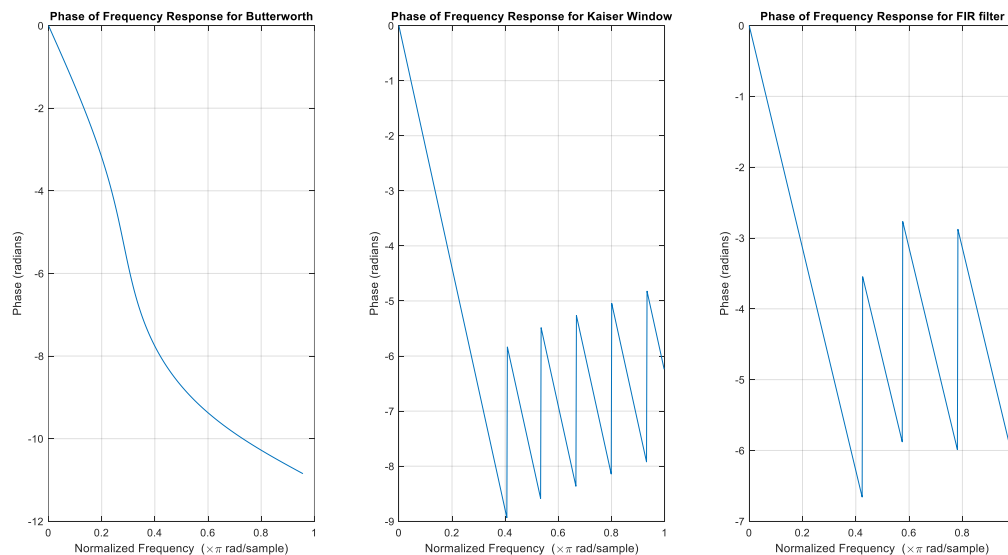 Phase of Frequency Response for Butterworth
0
-2
-4
-6
-8
-10
-12
Phase (radians)
0 0.2 0.4 0.6 0.8 1
Normalized Frequency (×π rad/sample)
Phase of Frequency Response for Kaiser Window
0
-1
-2
-3
-4
-5
-6
-7
-8
-9
Phase (radians)
0 0.2 0.4 0.6 0.8 1
Normalized Frequency (×π rad/sample)
Phase of Frequency Response for FIR filter
0
-1
-2
-3
-4
-5
-6
-7
Phase (radians)
0 0.2 0.4 0.6 0.8
Normalized Frequency (×π rad/sample)